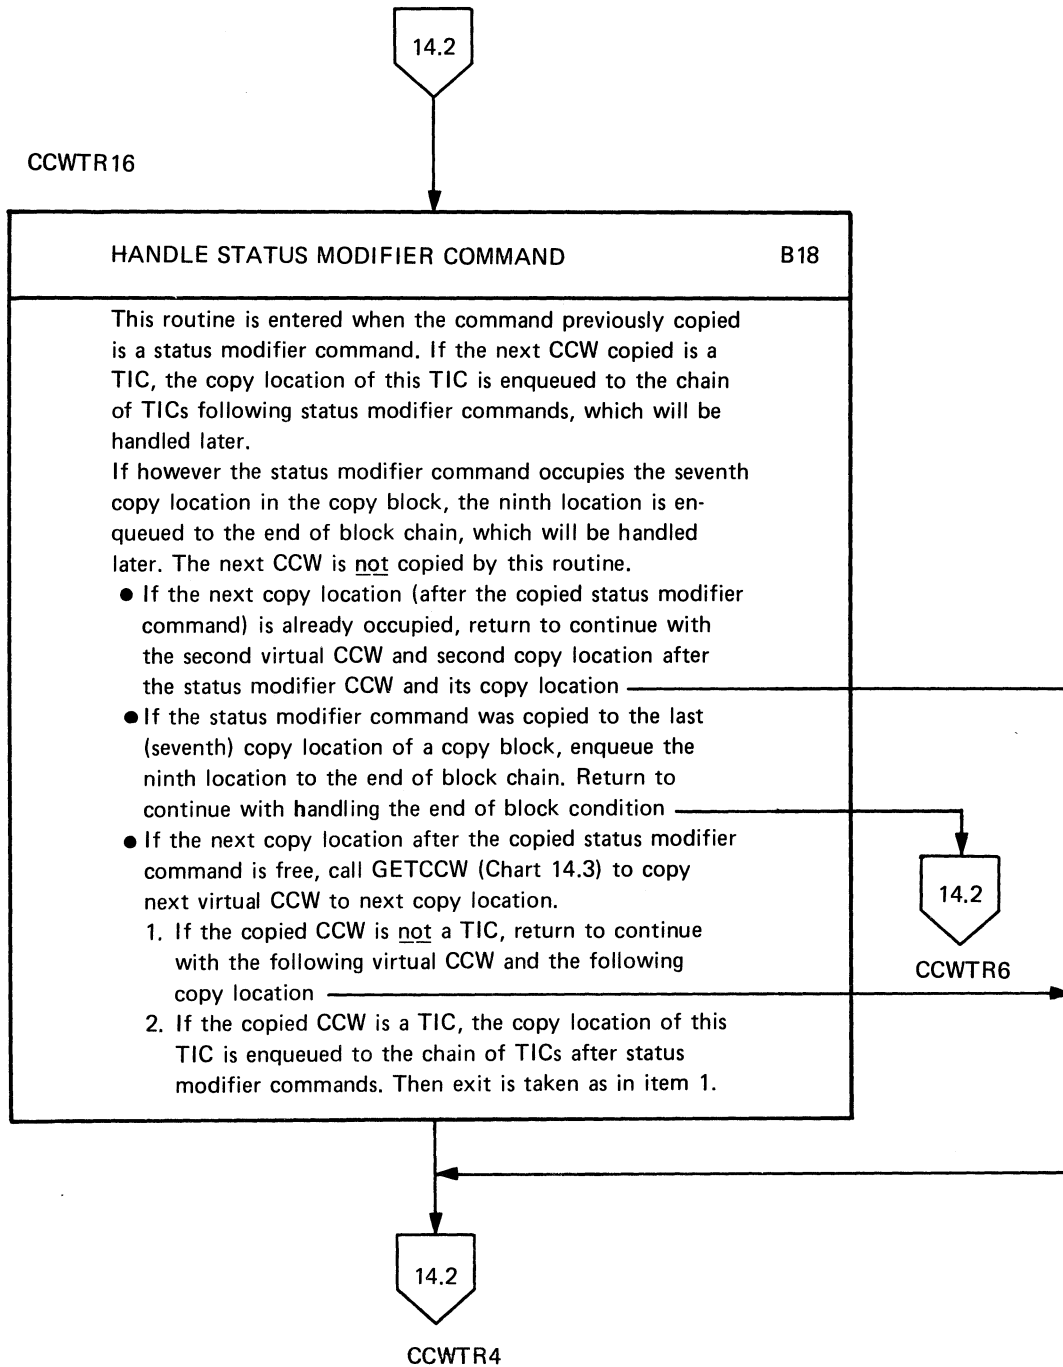 14.2
CCWTR16
HANDLE STATUS MODIFIER COMMAND B18
This routine is entered when the command previously copied
is a status modifier command. If the next CCW copied is a
TIC, the copy location of this TIC is enqueued to the chain
of TICs following status modifier commands, which will be
handled later.
If however the status modifier command occupies the seventh
copy location in the copy block, the ninth location is en-
queued to the end of block chain, which will be handled
later. The next CCW is not copied by this routine.
● If the next copy location (after the copied status modifier
command) is already occupied, return to continue with
the second virtual CCW and second copy location after
the status modifier CCW and its copy location
● If the status modifier command was copied to the last
(seventh) copy location of a copy block, enqueue the
ninth location to the end of block chain. Return to
continue with handling the end of block condition
● If the next copy location after the copied status modifier
command is free, call GETCCW (Chart 14.3) to copy
next virtual CCW to next copy location.
1. If the copied CCW is not a TIC, return to continue
with the following virtual CCW and the following
copy location
2. If the copied CCW is a TIC, the copy location of this
TIC is enqueued to the chain of TICs after status
modifier commands. Then exit is taken as in item 1.
14.2
CCWTR6
14.2
CCWTR4